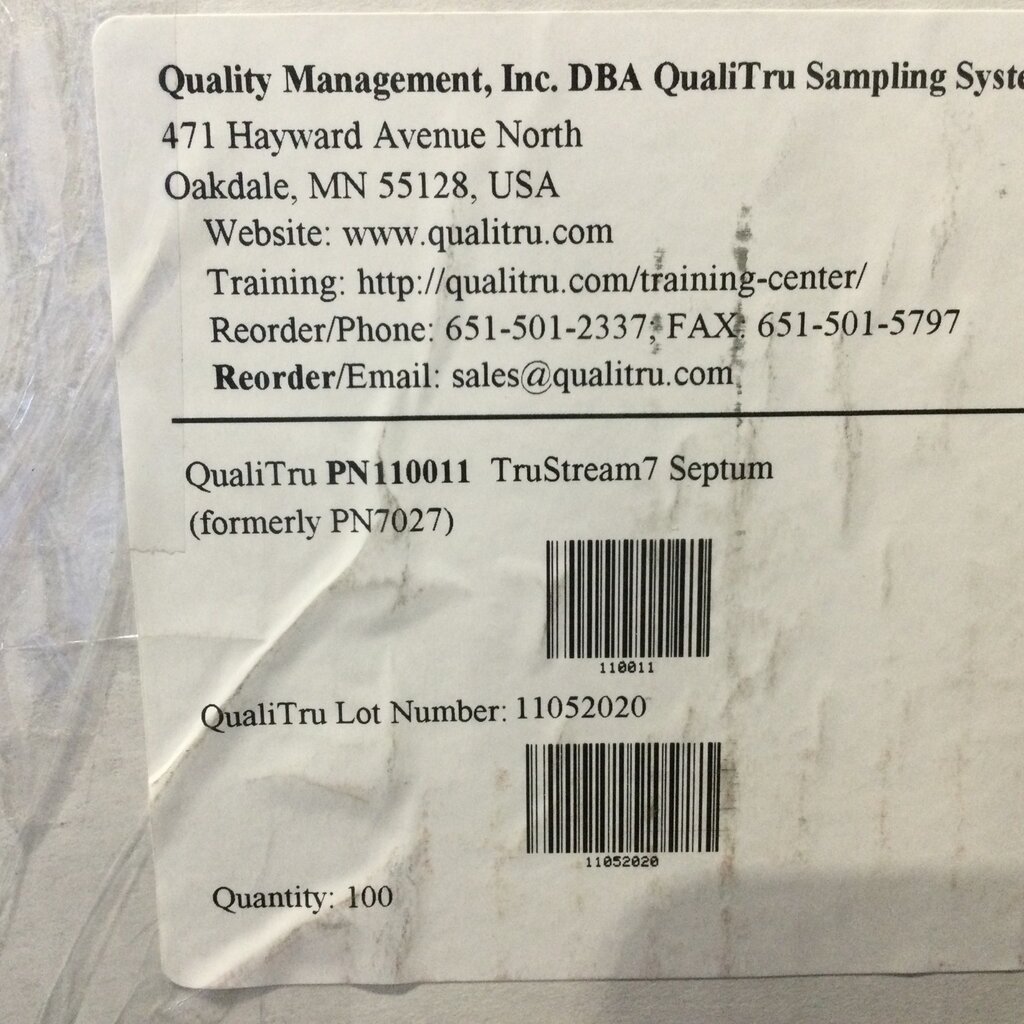 Quality Management, Inc. DBA QualiTru Sampling Syste
471 Hayward Avenue North
Oakdale, MN 55128, USA
Website: www.qualitru.com
Training: http://qualitru.com/training-center/
Reorder/Phone: 651-501-2337; FAX: 651-501-5797
Reorder/Email: sales@qualitru.com
QualiTru PN110011 TruStream7 Septum
(formerly PN7027)
110011
QualiTru Lot Number: 11052020
11052020
Quantity: 100